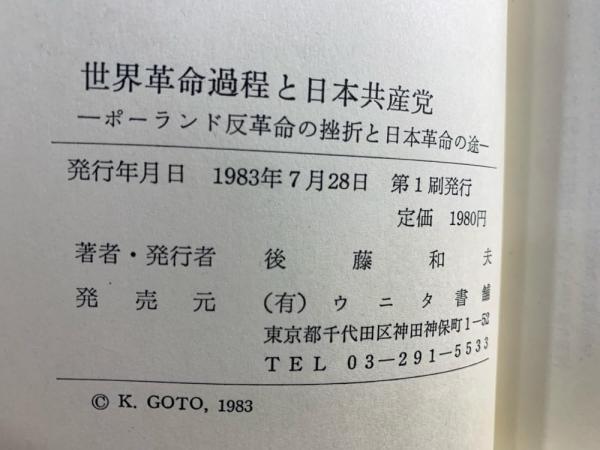 世界革命過程と日本共産党
―ポーランド反革命の挫折と日本革命の途―
発行年月日 1983年7月28日 第1刷発行
定価 1980円
著者・発行者 後藤和夫
発売元 (有)ウニタ書舗
東京都千代田区神田神保町1―52
TEL 03―291―5533
© K. GOTO, 1983